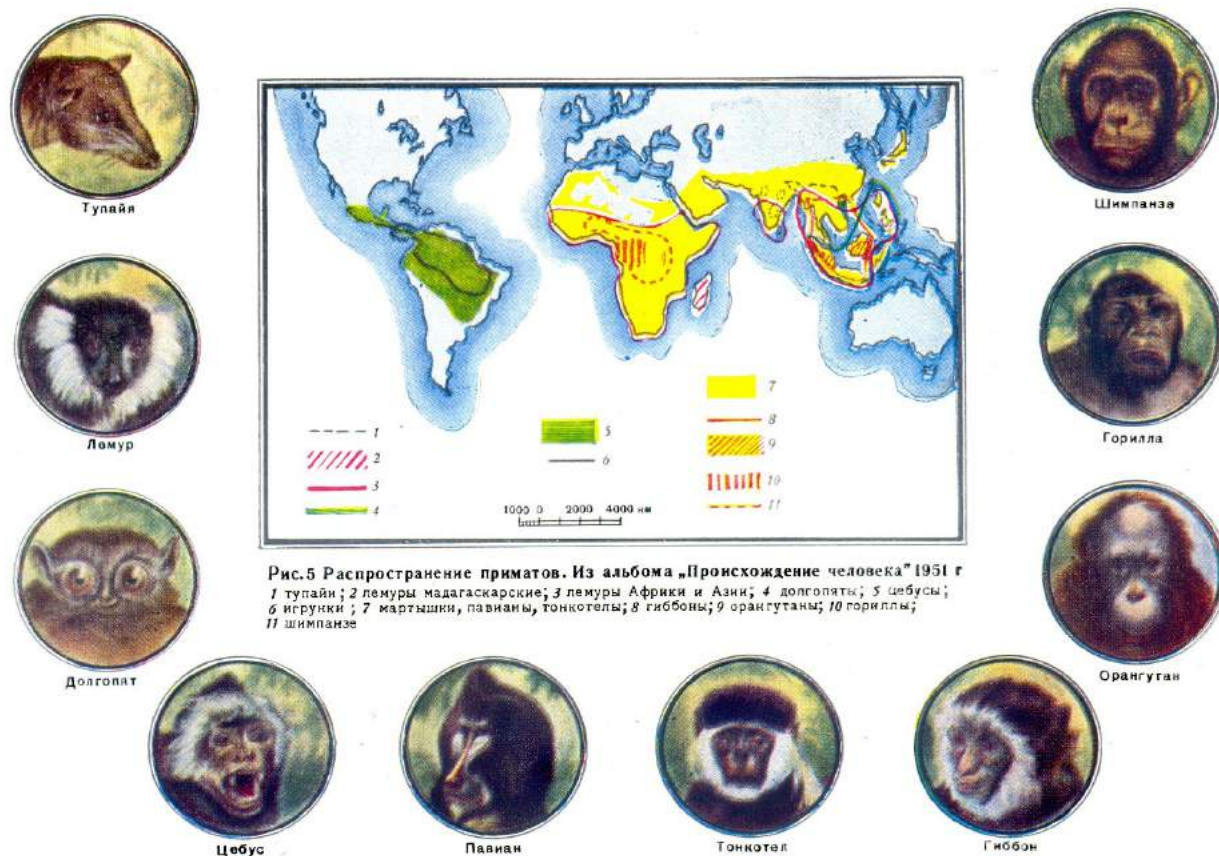 Тупайя
Шимпанзе
Лемур
Горилла
1
2
3
4
5
6
7
8
9
10
11
1000 0 2000 4000 км
Долгопят
Орангутан
Рис.5 Распространение приматов. Из альбома „Происхождение человека" 1951 г
1 тупайи; 2 лемуры мадагаскарские; 3 лемуры Африки и Азии; 4 долгопяты; 5 цебусы;
6 игрунки; 7 мартышки, павианы, тонкотелы; 8 гиббоны; 9 орангутаны; 10 гориллы;
11 шимпанзе
Цебус
Павиан
Тонкотел
Гиббон